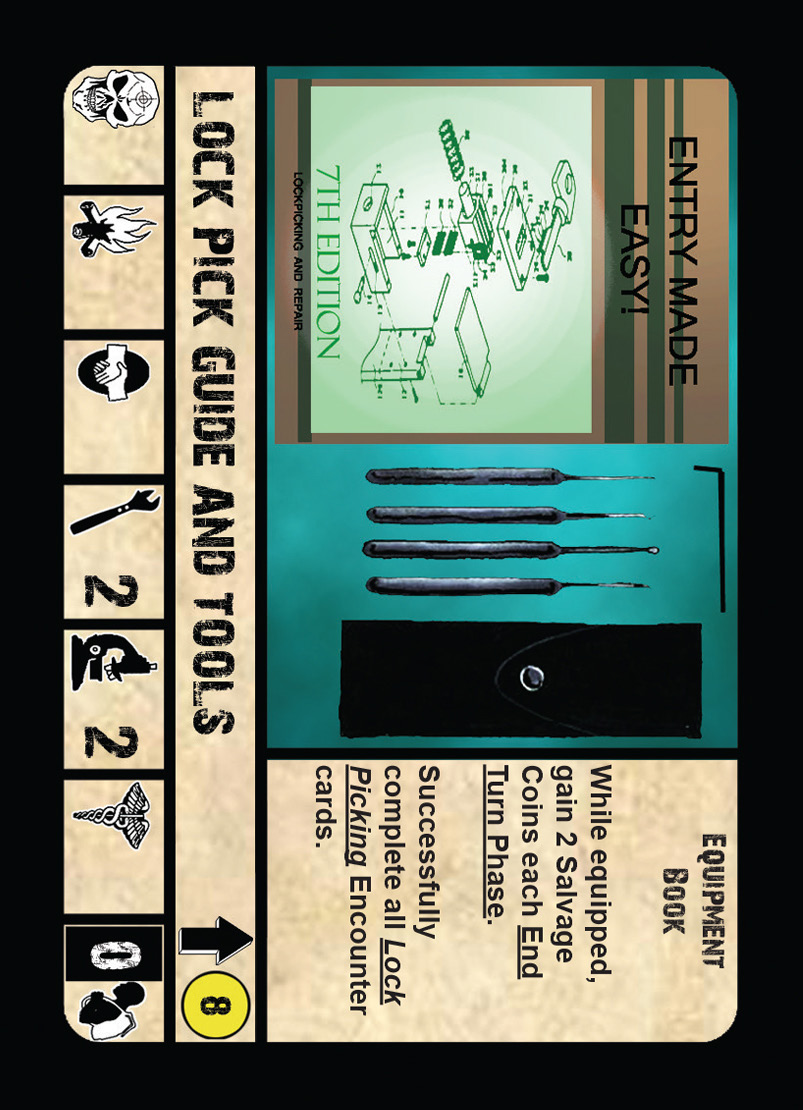 ENTRY MADE
EASY!
7TH EDITION
LOCKPICKING AND REPAIR
EQUIPMENT
BOOK
While equipped,
gain 2 Salvage
Coins each End
Turn Phase.
Successfully
complete all Lock
Picking Encounter
cards.
LOCK PICK GUIDE AND TOOLS
8
2
2
0